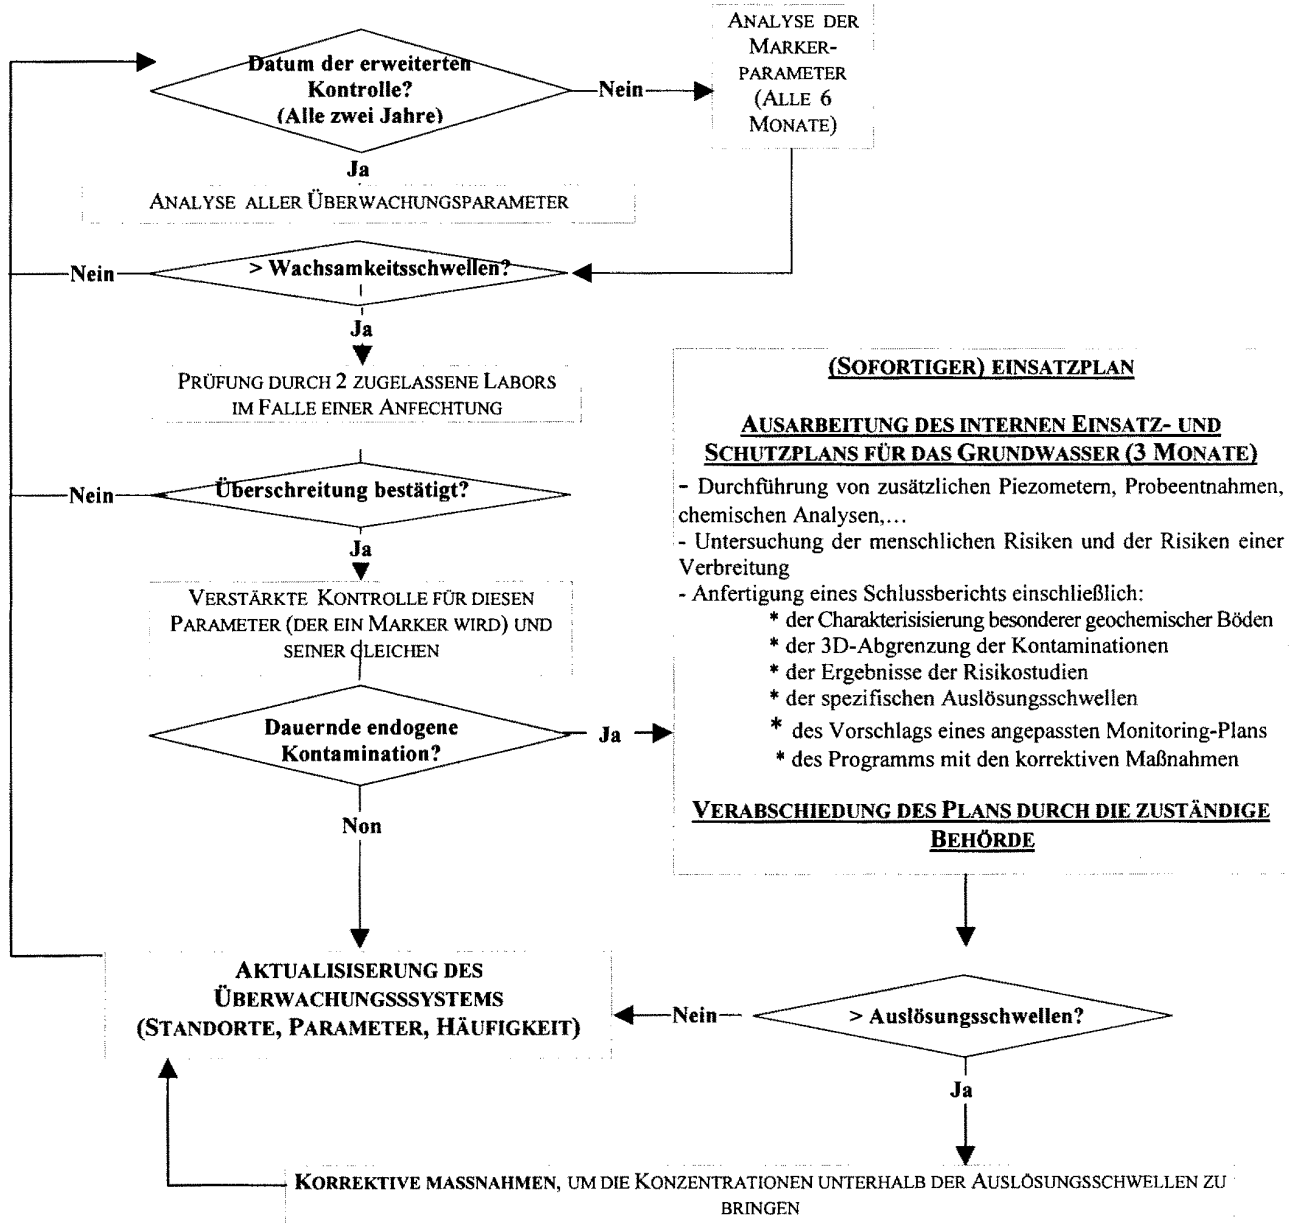 Datum der erweiterten
Kontrolle?
(Alle zwei Jahre)
Nein
ANALYSE DER
MARKER-
PARAMETER
(ALLE 6
MONATE)
Ja
ANALYSE ALLER ÜBERWACHUNGSPARAMETER
Nein
> Wachsamkeitsschwellen?
Ja
PRÜFUNG DURCH 2 ZUGELASSENE LABORS
IM FALLE EINER ANFECHTUNG
Nein
Überschreitung bestätigt?
Ja
VERSTÄRKTE KONTROLLE FÜR DIESEN
PARAMETER (DER EIN MARKER WIRD) UND
SEINER GLEICHEN
Dauernde endogene
Kontamination?
Ja
Non
(SOFORTIGER) EINSATZPLAN
AUSARBEITUNG DES INTERNEN EINSATZ- UND
SCHUTZPLANS FÜR DAS GRUNDWASSER (3 MONATE)
- Durchführung von zusätzlichen Piezometern, Probeentnahmen,
chemischen Analysen,...
- Untersuchung der menschlichen Risiken und der Risiken einer
Verbreitung
- Anfertigung eines Schlussberichts einschließlich:
* der Charakterisisierung besonderer geochemischer Böden
* der 3D-Abgrenzung der Kontaminationen
* der Ergebnisse der Risikostudien
* der spezifischen Auslösungsschwellen
* des Vorschlags eines angepassten Monitoring-Plans
* des Programms mit den korrektiven Maßnahmen
VERABSCHIEDUNG DES PLANS DURCH DIE ZUSTÄNDIGE
BEHÖRDE
AKTUALISISERUNG DES
ÜBERWACHUNGSSSYSTEMS
(STANDORTE, PARAMETER, HÄUFIGKEIT)
Nein
> Auslösungsschwellen?
Ja
KORREKTIVE MASSNAHMEN, UM DIE KONZENTRATIONEN UNTERHALB DER AUSLÖSUNGSSCHWELLEN ZU
BRINGEN